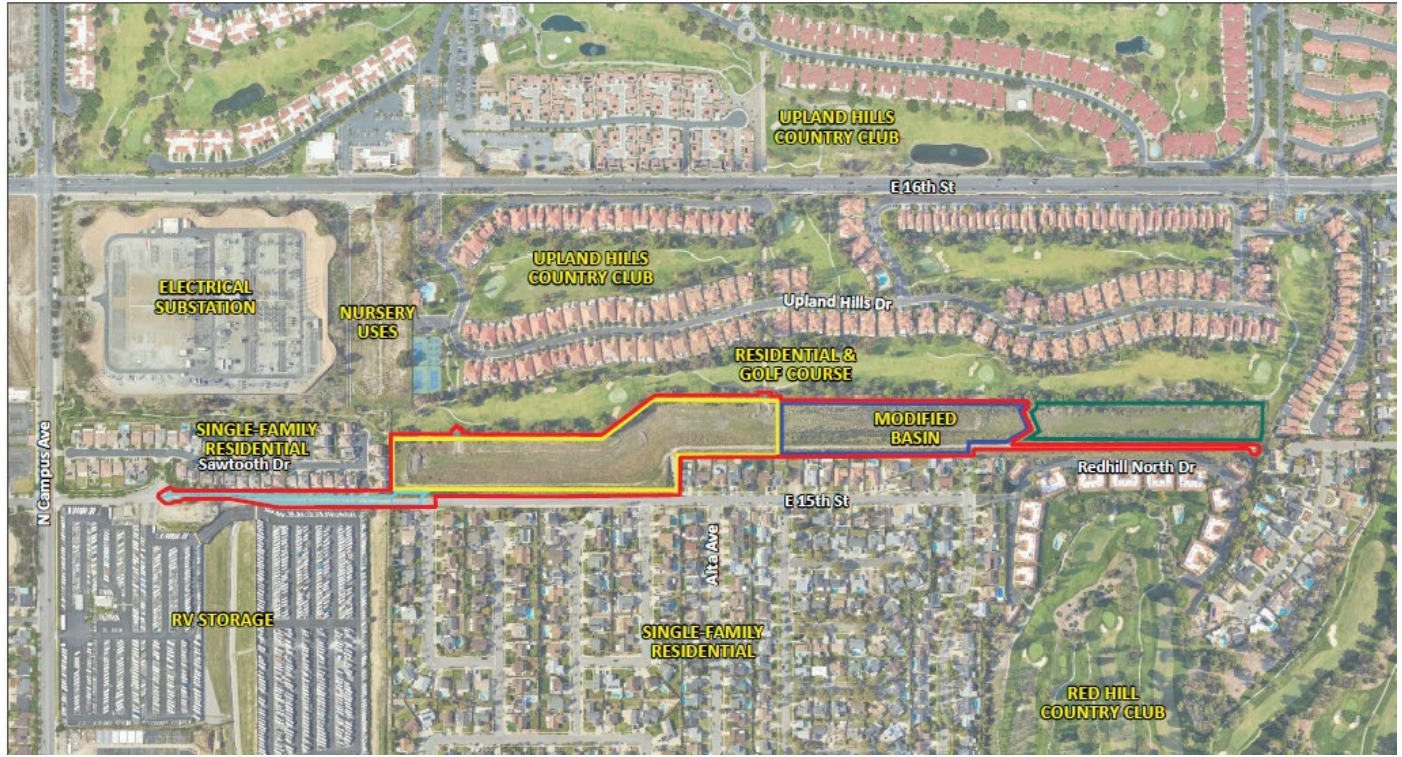 UPLAND HILLS
COUNTRY CLUB
E 16th St
ELECTRICAL
SUBSTATION
NURSERY
USES
UPLAND HILLS
COUNTRY CLUB
Upland Hills Dr
RESIDENTIAL &
GOLF COURSE
N Campus Ave
SINGLE-FAMILY
RESIDENTIAL
Sawtooth Dr
MODIFIED
BASIN
Redhill North Dr
E 15th St
Alta Ave
RV STORAGE
SINGLE-FAMILY
RESIDENTIAL
RED HILL
COUNTRY CLUB